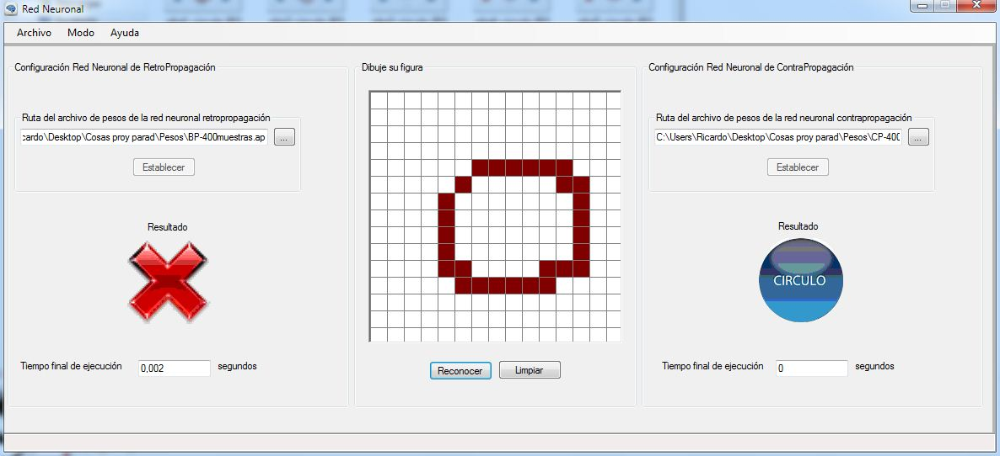 Red Neuronal
Archivo Modo Ayuda
Configuración Red Neuronal de RetroPropagación
Ruta del archivo de pesos de la red neuronal retropropagación
cardo\Desktop\Cosas proy parad\Pesos\BP-400muestras.ap
...
Establecer
Resultado
Tiempo final de ejecución 0,002 segundos
Dibuje su figura
Reconocer Limpiar
Configuración Red Neuronal de ContraPropagación
Ruta del archivo de pesos de la red neuronal contrapropagación
C:\Users\Ricardo\Desktop\Cosas proy parad\Pesos\CP-400
...
Establecer
Resultado
CIRCULO
Tiempo final de ejecución 0 segundos